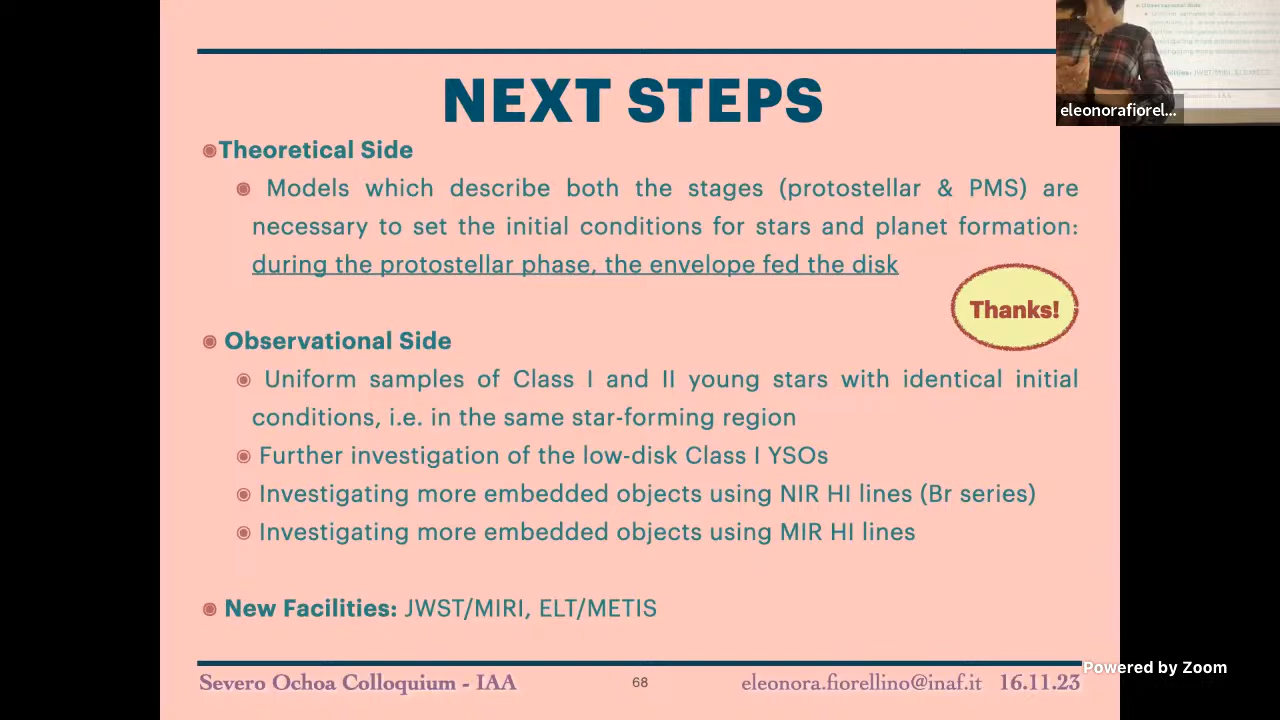 NEXT STEPS
eleonorafiorel...
Theoretical Side
Models which describe both the stages (protostellar & PMS) are
necessary to set the initial conditions for stars and planet formation:
during the protostellar phase, the envelope fed the disk
Thanks!
Observational Side
Uniform samples of Class I and II young stars with identical initial
conditions, i.e. in the same star-forming region
Further investigation of the low-disk Class I YSOs
Investigating more embedded objects using NIR HI lines (Br series)
Investigating more embedded objects using MIR HI lines
New Facilities: JWST/MIRI, ELT/METIS
Powered by Zoom
Severo Ochoa Colloquium - IAA
68
eleonora.fiorellino@inaf.it 16.11.23